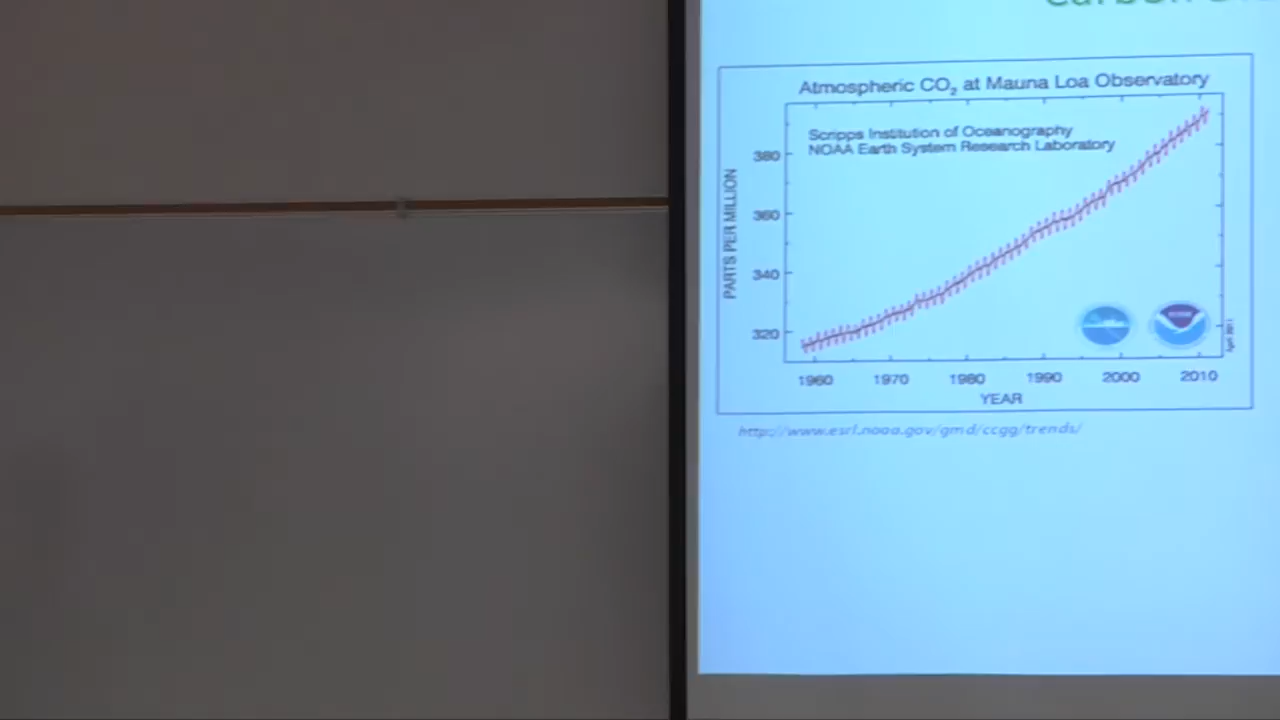 Carbon
Atmospheric CO₂ at Mauna Loa Observatory
Scripps Institution of Oceanography
NOAA Earth System Research Laboratory
PARTS PER MILLION
380
360
340
320
1960 1970 1980 1990 2000 2010
YEAR
http://www.esrl.noaa.gov/gmd/ccgg/trends/